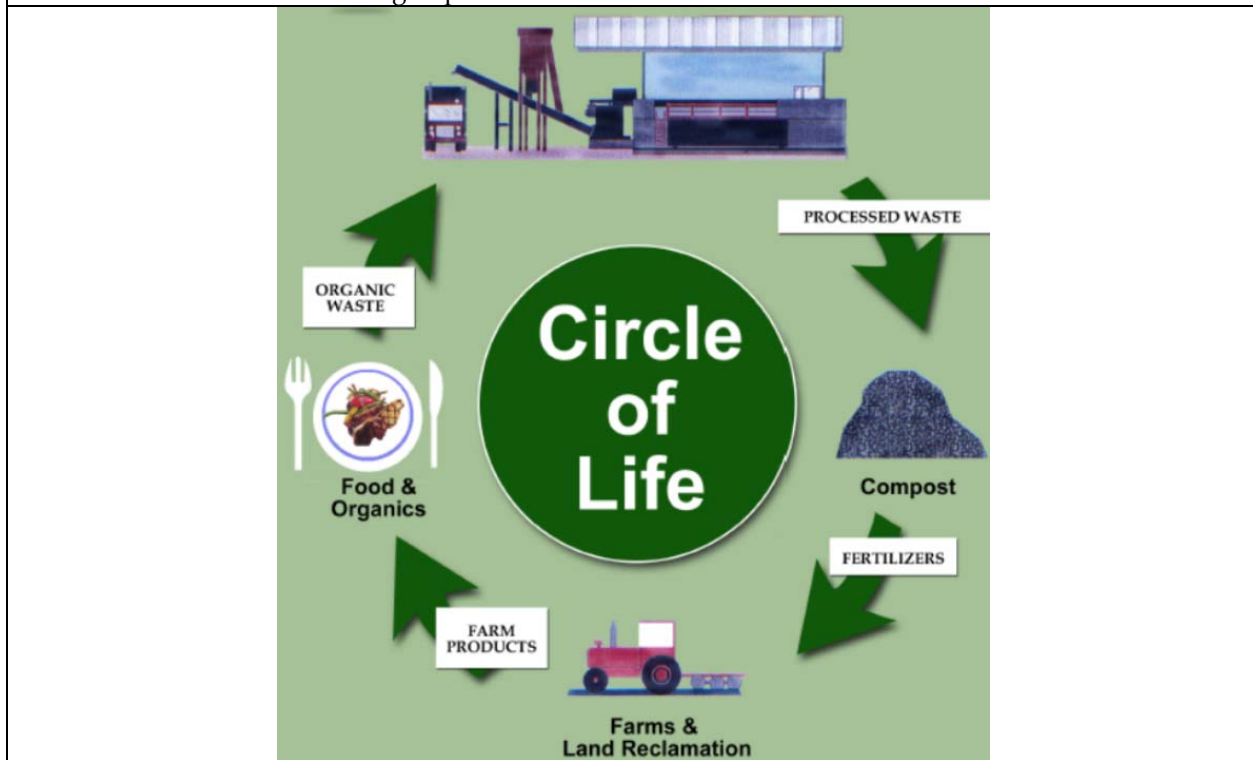 PROCESSED WASTE
ORGANIC
WASTE
Circle
of
Life
Food &
Organics
Compost
FERTILIZERS
FARM
PRODUCTS
Farms &
Land Reclamation